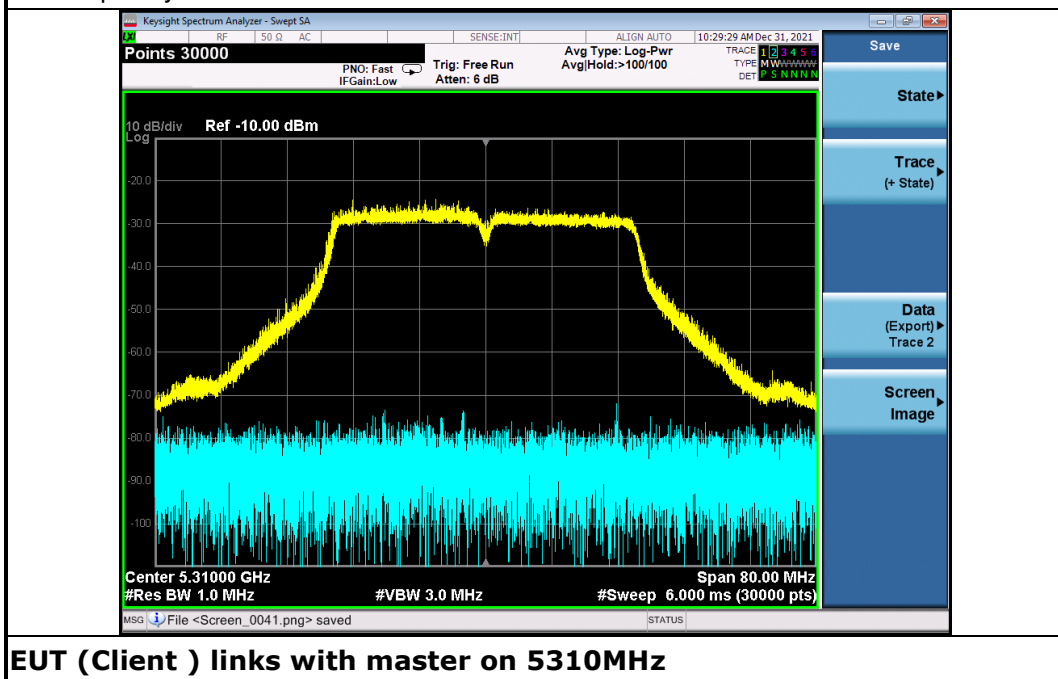 Keysight Spectrum Analyzer - Swept SA
LXI RF 50 Ω AC SENSE:INT ALIGN AUTO 10:29:29 AM Dec 31, 2021
Points 30000
PNO: Fast
IFGain:Low
Trig: Free Run
Atten: 6 dB
Avg Type: Log-Pwr
Avg|Hold:>100/100
TRACE 1 2 3 4 5 6
TYPE M WWWWW
DET P S N N N N
10 dB/div Ref -10.00 dBm
Log
-20.0
-30.0
-40.0
-50.0
-60.0
-70.0
-80.0
-90.0
-100
Center 5.31000 GHz Span 80.00 MHz
#Res BW 1.0 MHz #VBW 3.0 MHz #Sweep 6.000 ms (30000 pts)
MSG File <Screen_0041.png> saved STATUS
Save
State
Trace
(+ State)
Data
(Export)
Trace 2
Screen
Image
EUT (Client ) links with master on 5310MHz